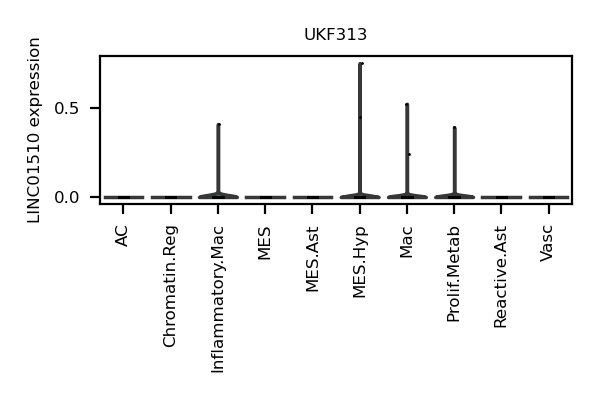 UKF313
LINC01510 expression
0.5
0.0
AC
Chromatin.Reg
Inflammatory.Mac
MES
MES.Ast
MES.Hyp
Mac
Prolif.Metab
Reactive.Ast
Vasc